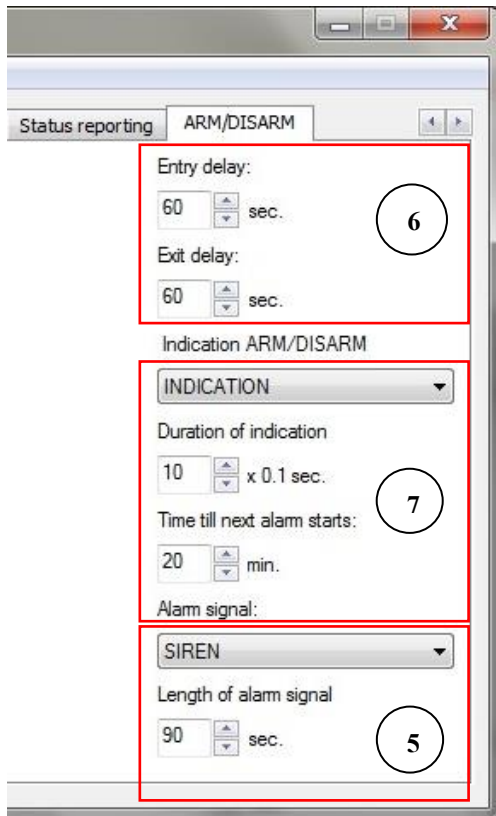 Status reporting ARM/DISARM
Entry delay:
60 sec.
6
Exit delay:
60 sec.
Indication ARM/DISARM
INDICATION
Duration of indication
10 x 0.1 sec.
7
Time till next alarm starts:
20 min.
Alarm signal:
SIREN
Length of alarm signal
90 sec.
5